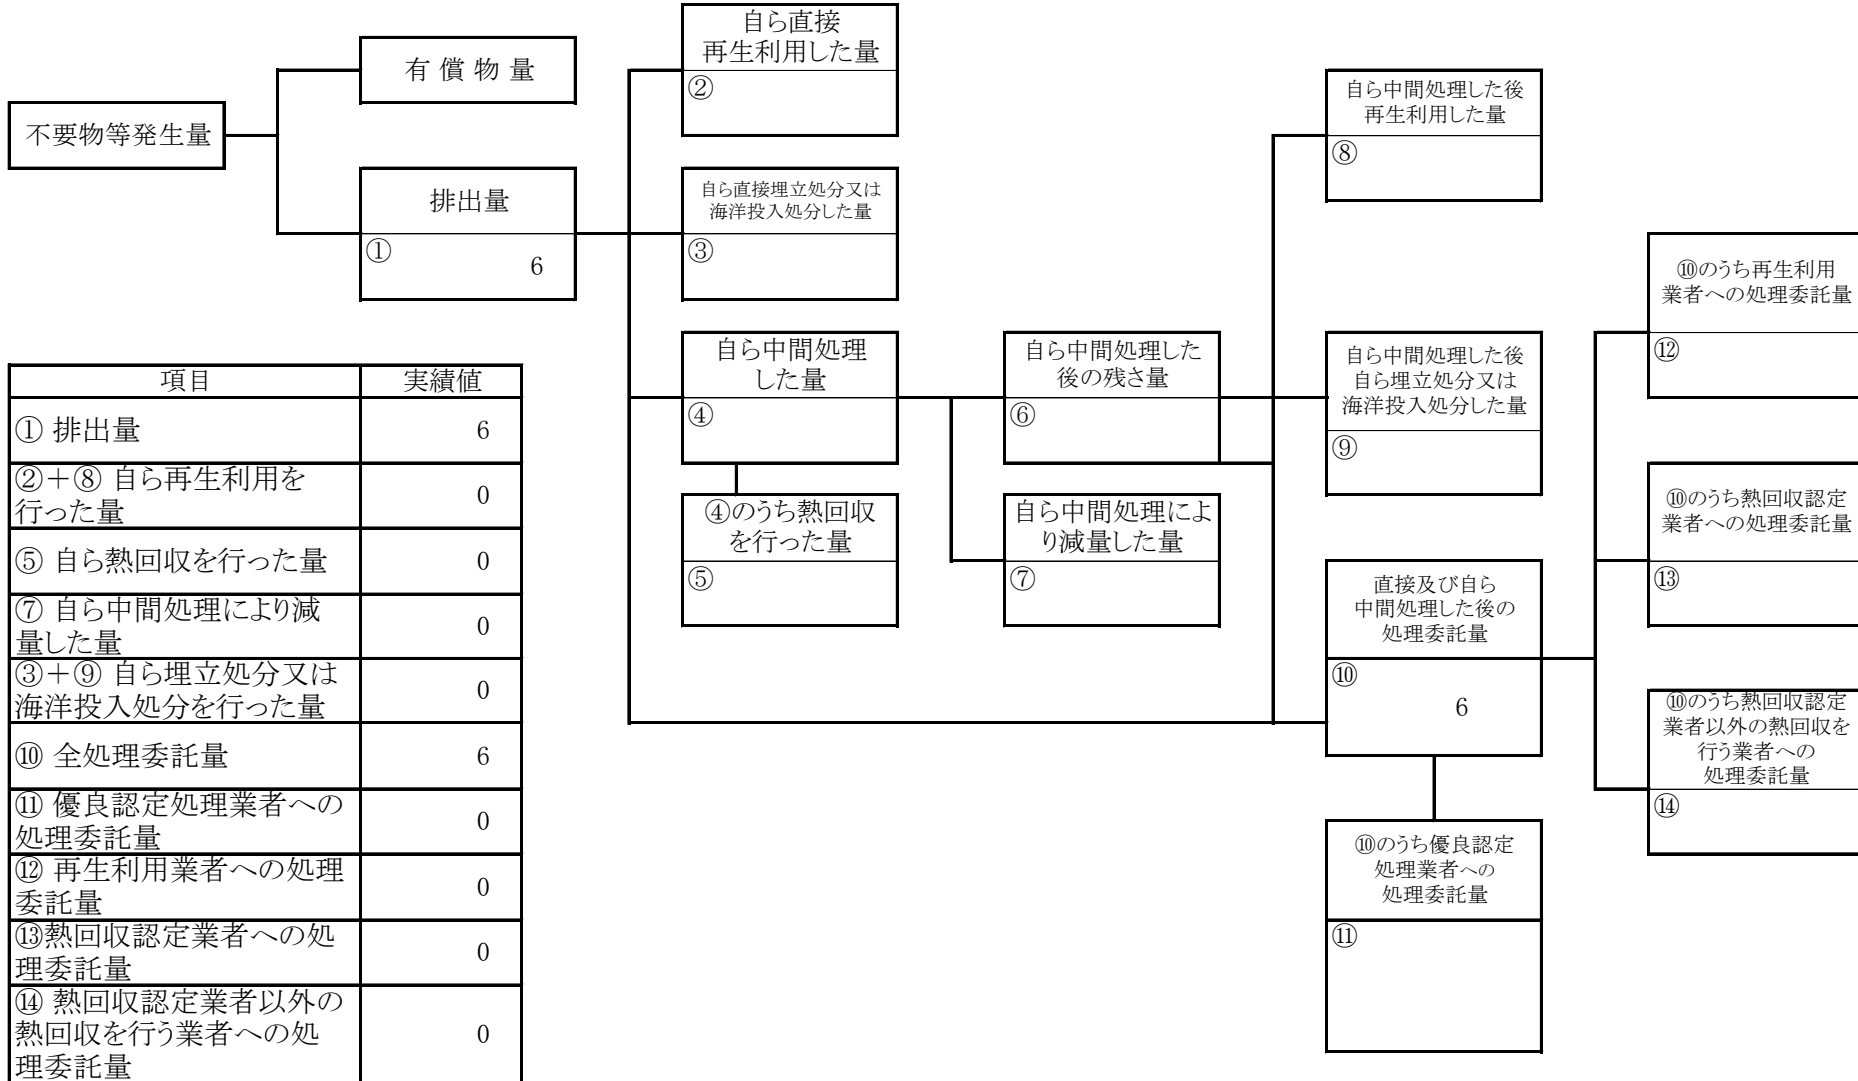 不要物等発生量
有 償 物 量
排出量
①
6
自ら直接
再生利用した量
②
自ら直接埋立処分又は
海洋投入処分した量
③
自ら中間処理
した量
④
④のうち熱回収
を行った量
⑤
自ら中間処理した
後の残さ量
⑥
自ら中間処理によ
り減量した量
⑦
自ら中間処理した後
再生利用した量
⑧
自ら中間処理した後
自ら埋立処分又は
海洋投入処分した量
⑨
直接及び自ら
中間処理した後の
処理委託量
⑩
6
⑩のうち優良認定
処理業者への
処理委託量
⑪
⑩のうち再生利用
業者への処理委託量
⑫
⑩のうち熱回収認定
業者への処理委託量
⑬
⑩のうち熱回収認定
業者以外の熱回収を
行う業者への
処理委託量
⑭
項目 実績値
① 排出量 6
②＋⑧ 自ら再生利用を
行った量 0
⑤ 自ら熱回収を行った量 0
⑦ 自ら中間処理により減
量した量 0
③＋⑨ 自ら埋立処分又は
海洋投入処分を行った量 0
⑩ 全処理委託量 6
⑪ 優良認定処理業者への
処理委託量 0
⑫ 再生利用業者への処理
委託量 0
⑬熱回収認定業者への処
理委託量 0
⑭ 熱回収認定業者以外の
熱回収を行う業者への処
理委託量 0